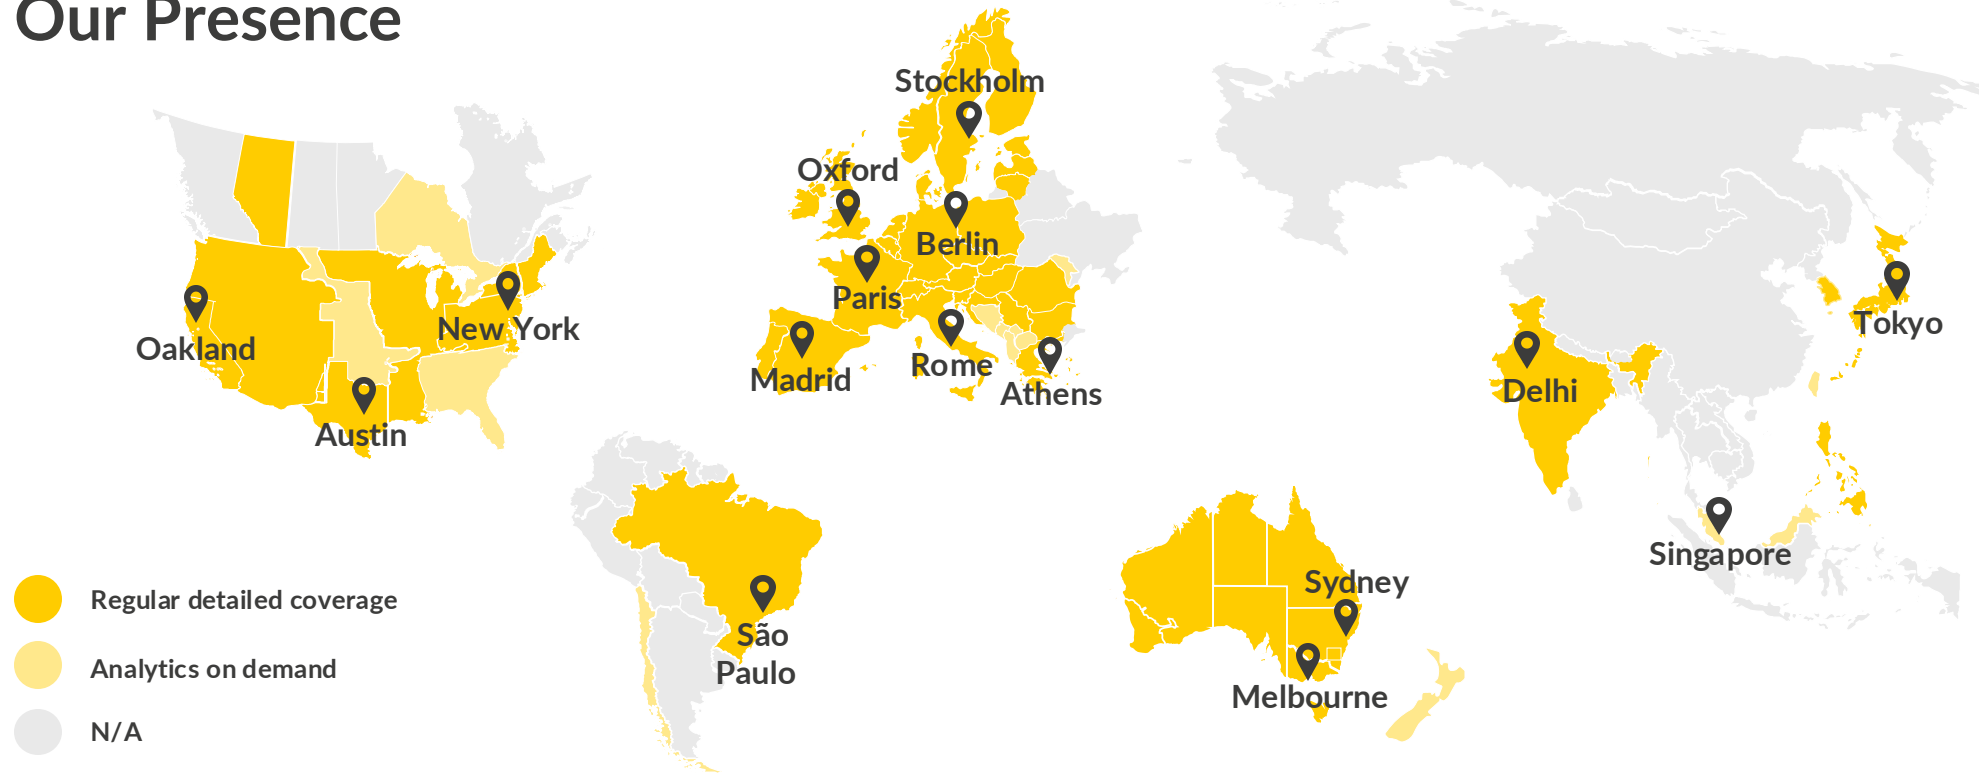 Our Presence
Stockholm
Oxford
Berlin
Paris
Oakland
New York
Madrid
Rome
Athens
Austin
Tokyo
Delhi
Singapore
Sydney
São
Paulo
Melbourne
Regular detailed coverage
Analytics on demand
N/A